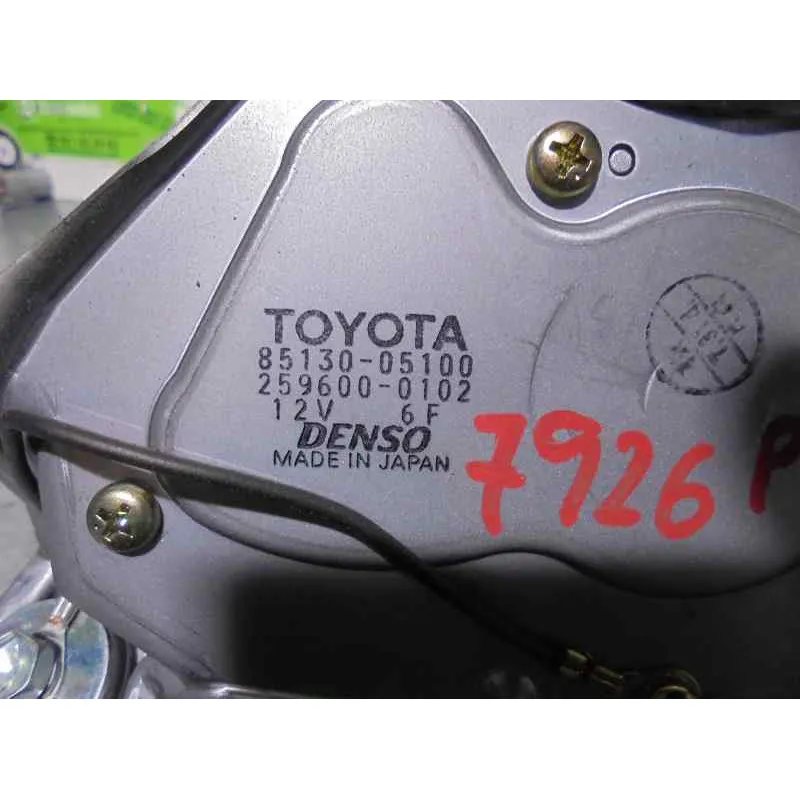 TOYOTA
85130-05100
259600-0102
12V 6F
DENSO
MADE IN JAPAN
7926 P